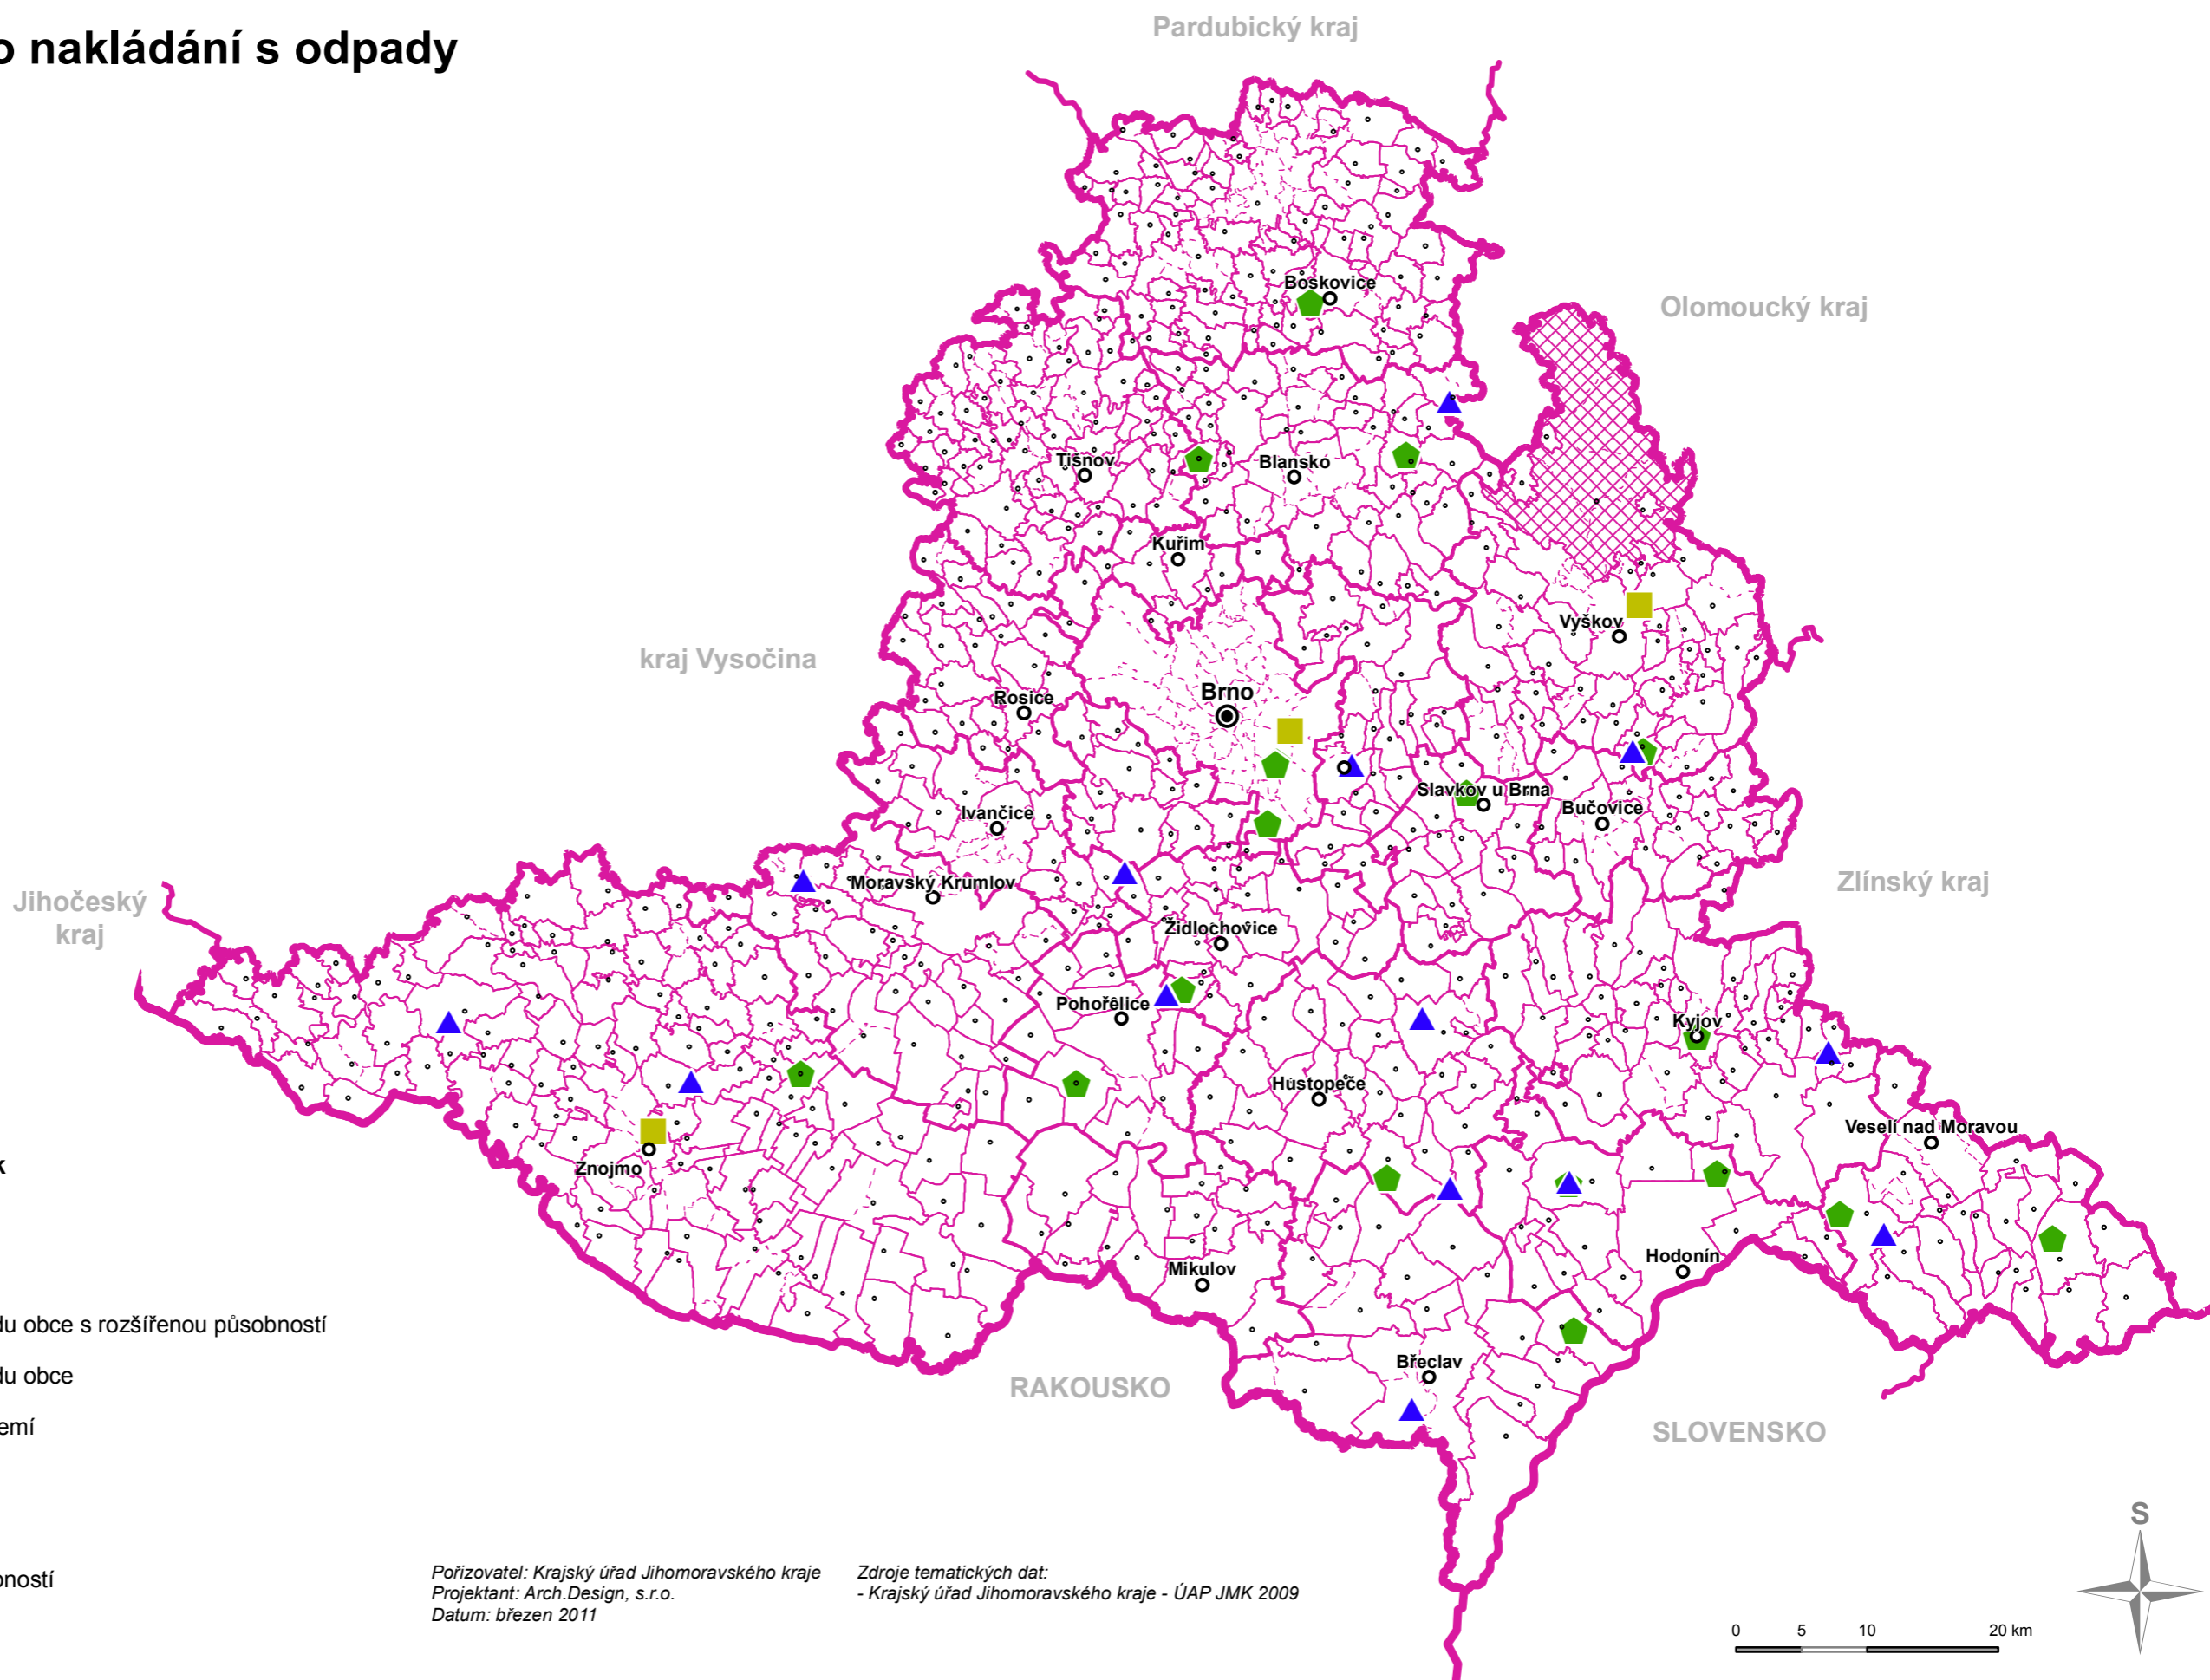 o nakládání s odpady
Pardubický kraj
Olomoucký kraj
kraj Vysočina
Zlínský kraj
Jihočeský
kraj
RAKOUSKO
SLOVENSKO
Boskovice
Tišnov
Blansko
Kuřim
Vyškov
Brno
Rosice
Slavkov u Brna
Bučovice
Ivančice
Moravský Krumlov
Židlochovice
Pohořelice
Kyjov
Hustopeče
Veselí nad Moravou
Znojmo
Hodonín
Mikulov
Břeclav
k
du obce s rozšířenou působností
du obce
emí
ností
Pořizovatel: Krajský úřad Jihomoravského kraje
Projektant: Arch.Design, s.r.o.
Datum: březen 2011
Zdroje tematických dat:
- Krajský úřad Jihomoravského kraje - ÚAP JMK 2009
S
0 5 10 20 km